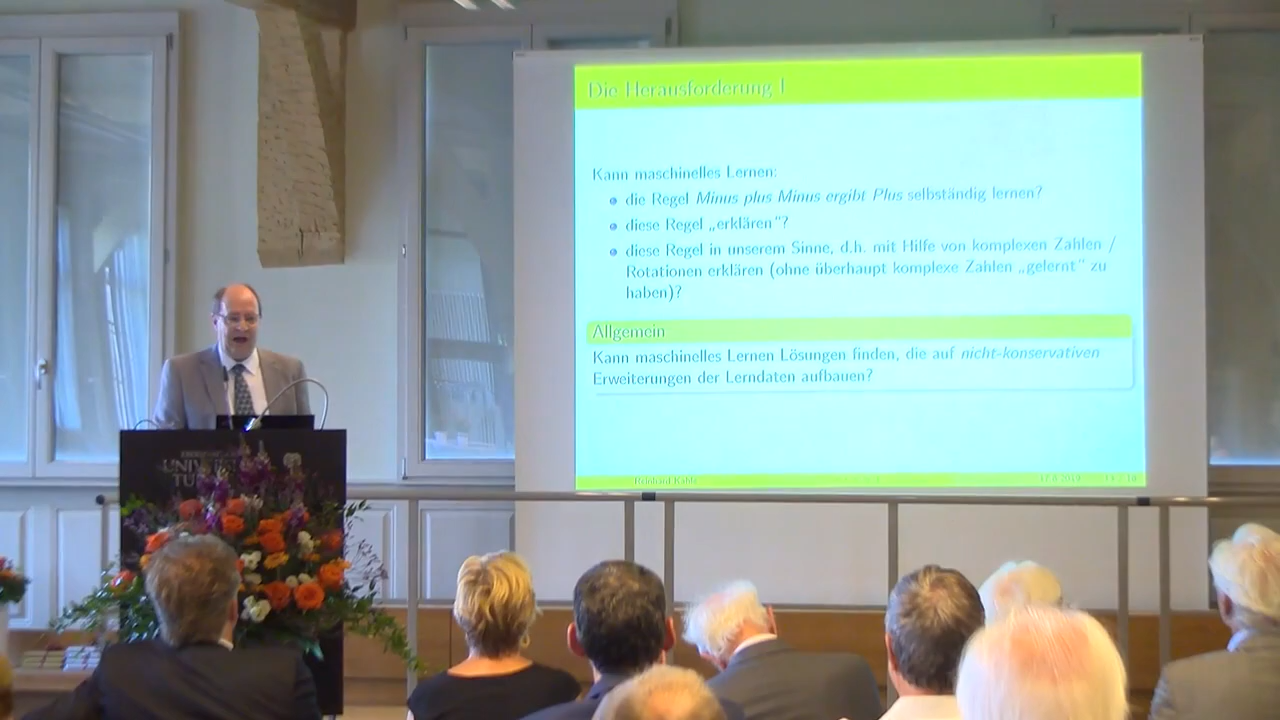 Die Herausforderung I
Kann maschinelles Lernen:
die Regel Minus plus Minus ergibt Plus selbständig lernen?
diese Regel „erklären“?
diese Regel in unserem Sinne, d.h. mit Hilfe von komplexen Zahlen /
Rotationen erklären (ohne überhaupt komplexe Zahlen „gelernt“ zu
haben)?
Allgemein
Kann maschinelles Lernen Lösungen finden, die auf nicht-konservativen
Erweiterungen der Lerndaten aufbauen?
Reinhard Kahle